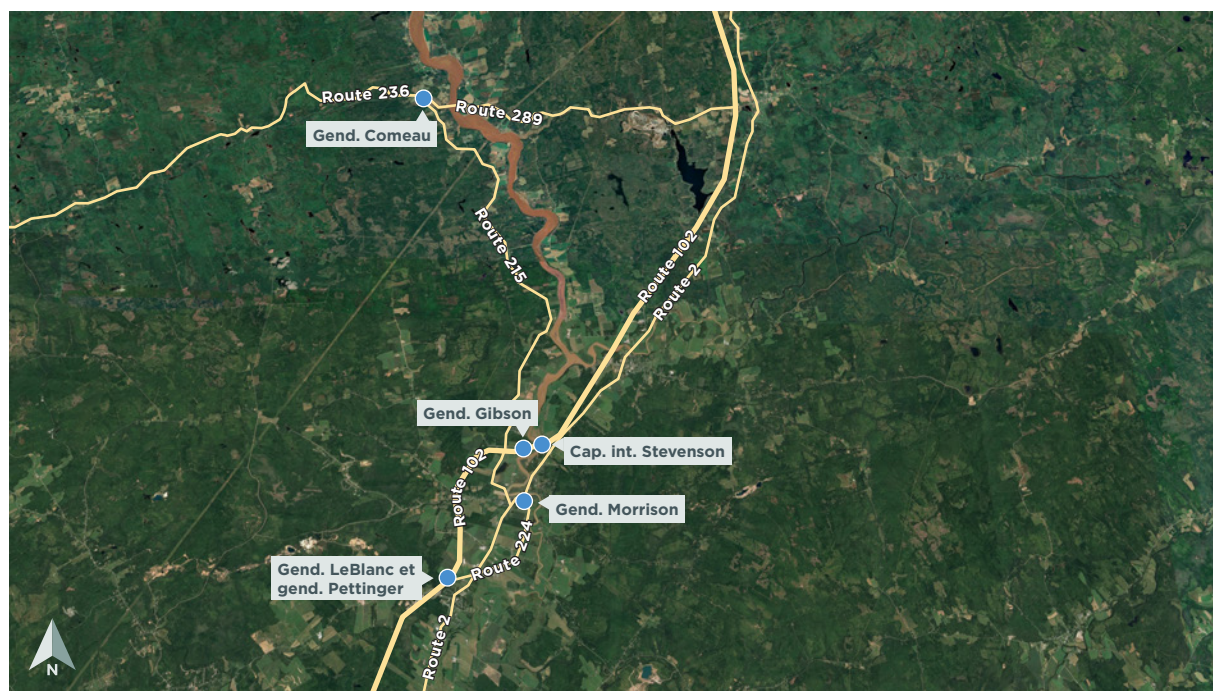 Route 236
Route 289
Gend. Comeau
Route 215
Route 102
Route 2
Gend. Gibson
Cap. int. Stevenson
Route 102
Gend. Morrison
Route 224
Gend. LeBlanc et
gend. Pettinger
Route 2
N